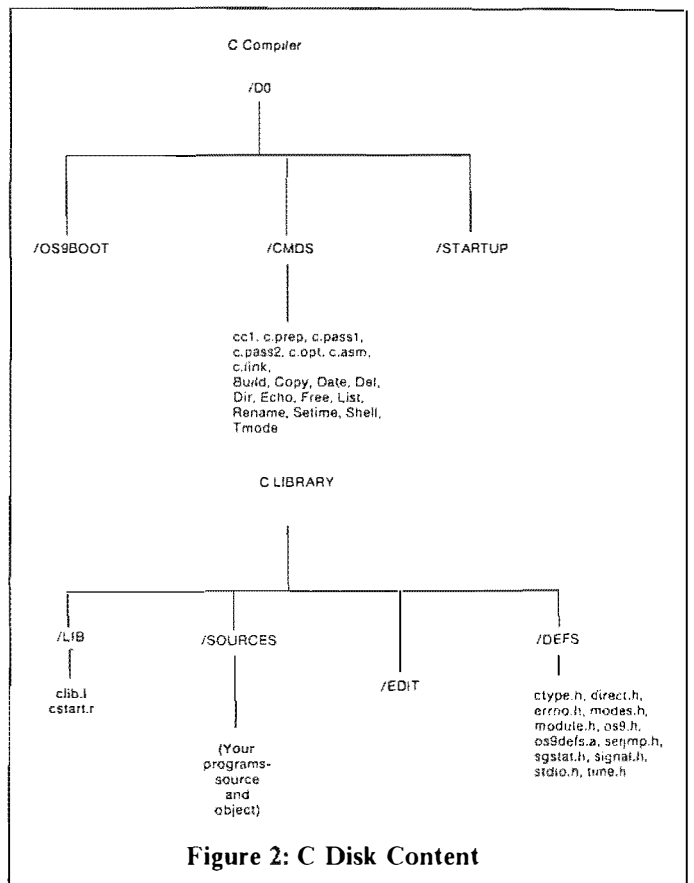 C Compiler
/D0
/OS9BOOT /CMDS /STARTUP
cc1, c.prep, c.pass1,
c.pass2, c.opt, c.asm,
c.link,
Build, Copy, Date, Del,
Dir, Echo, Free, List,
Rename, Setime, Shell,
Tmode
C LIBRARY
/LIB /SOURCES /EDIT /DEFS
clib.l
cstart.r
(Your
programs-
source
and
object)
ctype.h, direct.h,
errno.h, modes.h,
module.h, os9.h,
os9defs.a, setjmp.h,
sgstat.h, signal.h,
stdio.h, time.h
Figure 2: C Disk Content